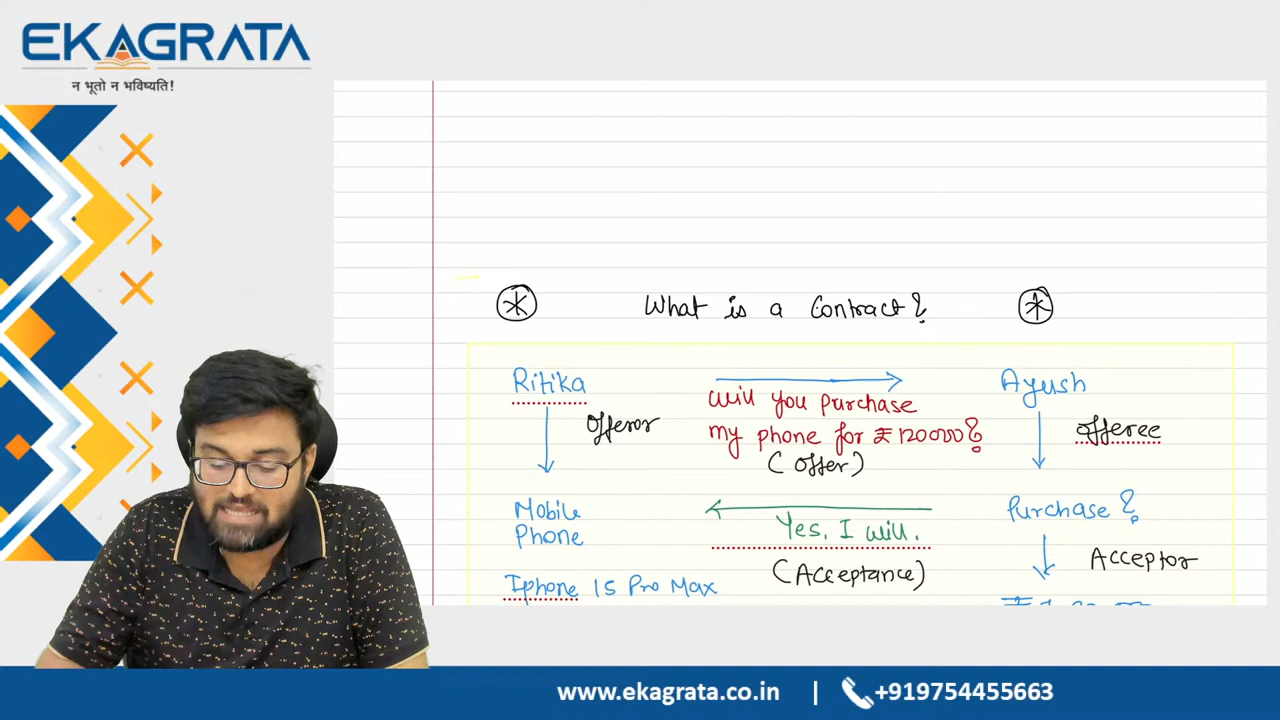 EKAGRATA
न भूतो न भविष्यति!
What is a Contract?
Ritika
Ayush
will you purchase
my phone for ₹ 120000?
(Offer)
Offeror
offeree
Mobile
Phone
Purchase?
Yes, I will.
(Acceptance)
Acceptor
Iphone 15 Pro Max
www.ekagrata.co.in | +919754455663